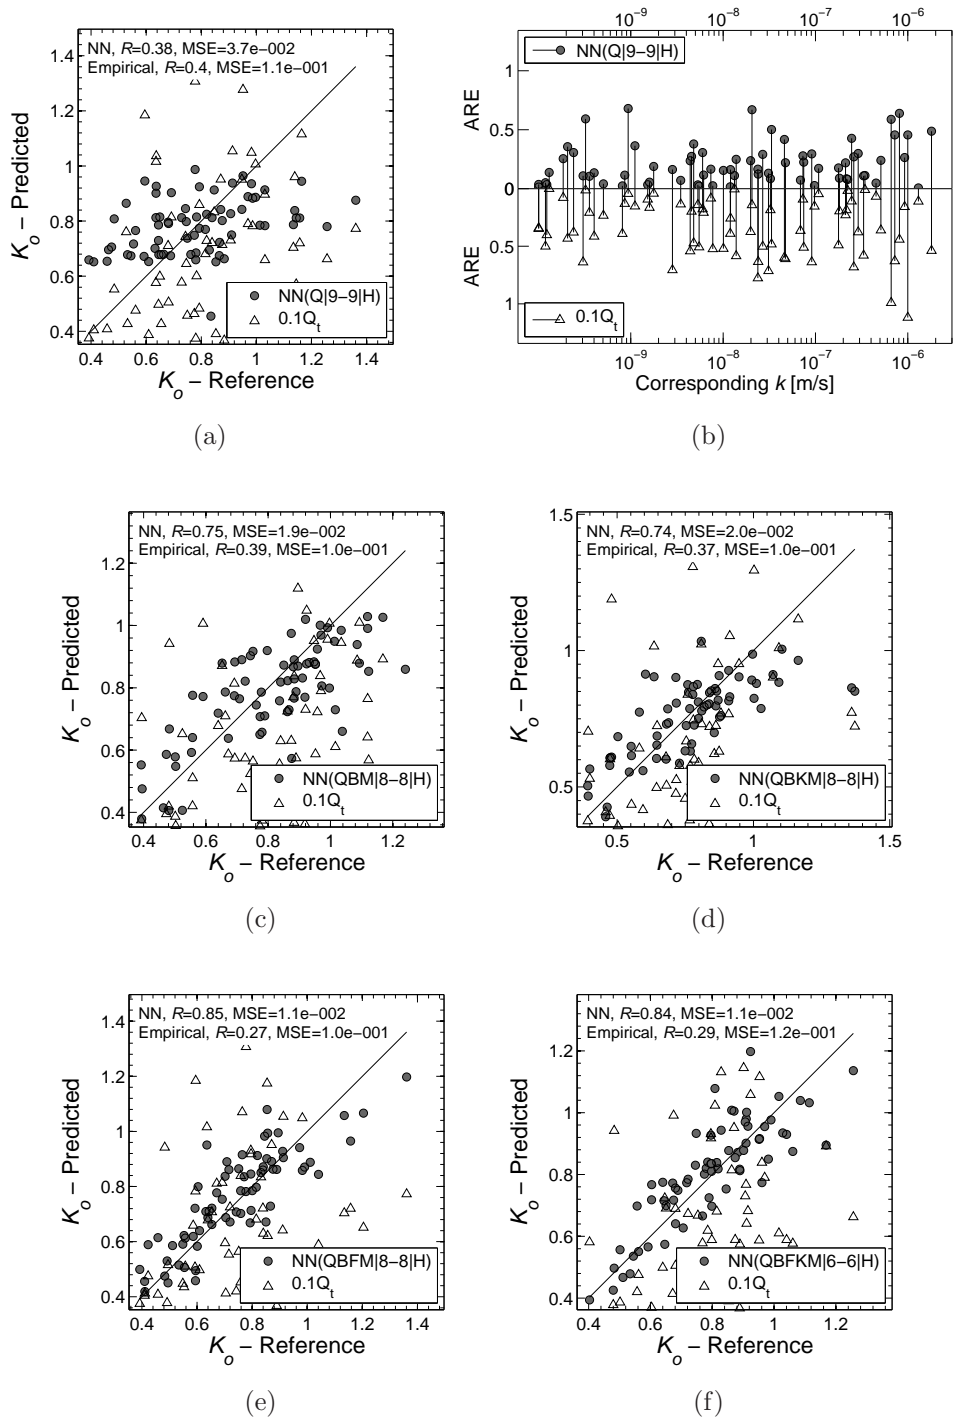 NN, R=0.38, MSE=3.7e−002
Empirical, R=0.4, MSE=1.1e−001
1.4
1.2
1
0.8
0.6
0.4
K_o − Predicted
NN(Q|9−9|H)
0.1Q_t
0.4 0.6 0.8 1 1.2 1.4
K_o − Reference
(a)
10^−9 10^−8 10^−7 10^−6
NN(Q|9−9|H)
1
0.5
0
0.5
1
ARE
ARE
0.1Q_t
10^−9 10^−8 10^−7 10^−6
Corresponding k [m/s]
(b)
NN, R=0.75, MSE=1.9e−002
Empirical, R=0.39, MSE=1.0e−001
1.2
1
0.8
0.6
0.4
K_o − Predicted
NN(QBM|8−8|H)
0.1Q_t
0.4 0.6 0.8 1 1.2
K_o − Reference
(c)
NN, R=0.74, MSE=2.0e−002
Empirical, R=0.37, MSE=1.0e−001
1.5
1
0.5
K_o − Predicted
NN(QBKM|8−8|H)
0.1Q_t
0.5 1 1.5
K_o − Reference
(d)
NN, R=0.85, MSE=1.1e−002
Empirical, R=0.27, MSE=1.0e−001
1.4
1.2
1
0.8
0.6
0.4
K_o − Predicted
NN(QBFM|8−8|H)
0.1Q_t
0.4 0.6 0.8 1 1.2 1.4
K_o − Reference
(e)
NN, R=0.84, MSE=1.1e−002
Empirical, R=0.29, MSE=1.2e−001
1.2
1
0.8
0.6
0.4
K_o − Predicted
NN(QBFKM|6−6|H)
0.1Q_t
0.4 0.6 0.8 1 1.2
K_o − Reference
(f)